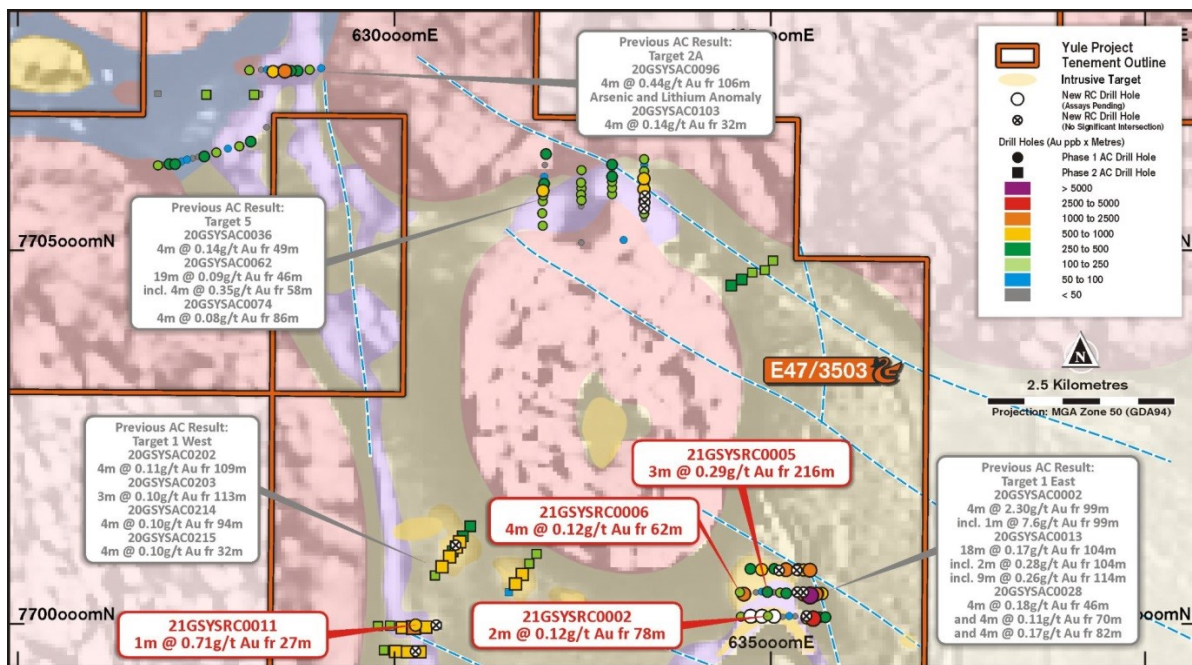 630000mE
Previous AC Result:
Target 2A
20GSYSAC0096
4m @ 0.44g/t Au fr 106m
Arsenic and Lithium Anomaly
20GSYSAC0103
4m @ 0.14g/t Au fr 32m
Yule Project
Tenement Outline
Intrusive Target
New RC Drill Hole
(Assays Pending)
New RC Drill Hole
(No Significant Intersection)
Drill Holes (Au ppb x Metres)
Phase 1 AC Drill Hole
Phase 2 AC Drill Hole
> 5000
2500 to 5000
1000 to 2500
500 to 1000
250 to 500
100 to 250
50 to 100
< 50
N
2.5 Kilometres
Projection: MGA Zone 50 (GDA94)
7705000mN
Previous AC Result:
Target 5
20GSYSAC0036
4m @ 0.14g/t Au fr 49m
20GSYSAC0062
19m @ 0.09g/t Au fr 46m
incl. 4m @ 0.35g/t Au fr 58m
20GSYSAC0074
4m @ 0.08g/t Au fr 86m
E47/3503
Previous AC Result:
Target 1 West
20GSYSAC0202
4m @ 0.11g/t Au fr 109m
20GSYSAC0203
3m @ 0.10g/t Au fr 113m
20GSYSAC0214
4m @ 0.10g/t Au fr 94m
20GSYSAC0215
4m @ 0.10g/t Au fr 32m
21GSYSRC0005
3m @ 0.29g/t Au fr 216m
21GSYSRC0006
4m @ 0.12g/t Au fr 62m
Previous AC Result:
Target 1 East
20GSYSAC0002
4m @ 2.30g/t Au fr 99m
incl. 1m @ 7.6g/t Au fr 99m
20GSYSAC0013
18m @ 0.17g/t Au fr 104m
incl. 2m @ 0.28g/t Au fr 104m
incl. 9m @ 0.26g/t Au fr 114m
20GSYSAC0028
4m @ 0.18g/t Au fr 46m
and 4m @ 0.11g/t Au fr 70m
and 4m @ 0.17g/t Au fr 82m
7700000mN
21GSYSRC0011
1m @ 0.71g/t Au fr 27m
21GSYSRC0002
2m @ 0.12g/t Au fr 78m
635000mE